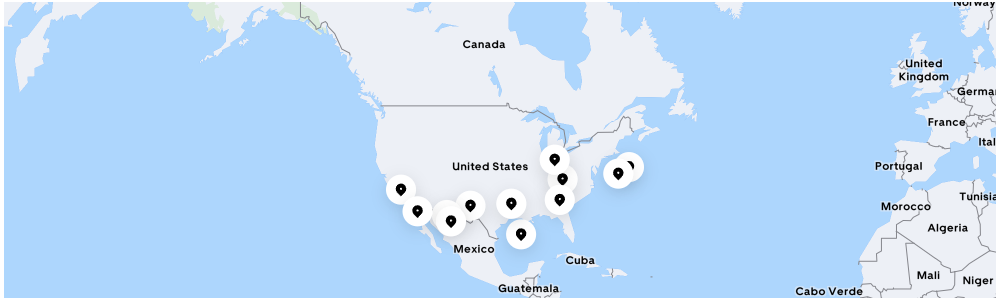 Norway
Canada
United
Kingdom
Germa
France
Ital
United States
Portugal
Tunisia
Morocco
Algeria
Mexico
Cuba
Mali
Niger
Guatemala
Cabo Verde